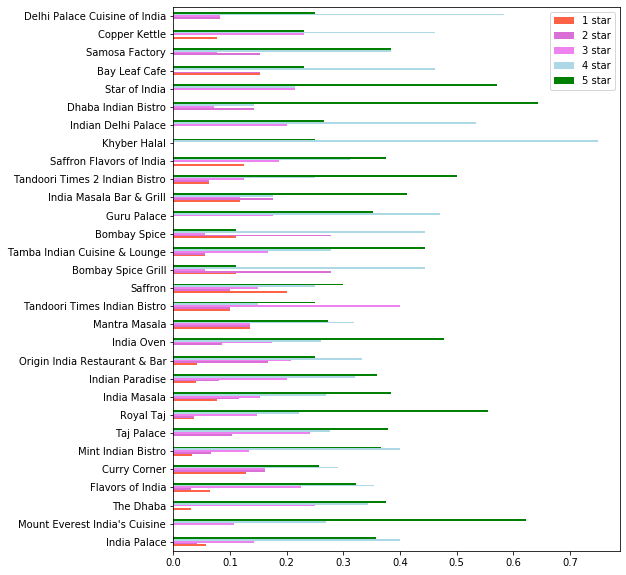 Delhi Palace Cuisine of India
Copper Kettle
Samosa Factory
Bay Leaf Cafe
Star of India
Dhaba Indian Bistro
Indian Delhi Palace
Khyber Halal
Saffron Flavors of India
Tandoori Times 2 Indian Bistro
India Masala Bar & Grill
Guru Palace
Bombay Spice
Tamba Indian Cuisine & Lounge
Bombay Spice Grill
Saffron
Tandoori Times Indian Bistro
Mantra Masala
India Oven
Origin India Restaurant & Bar
Indian Paradise
India Masala
Royal Taj
Taj Palace
Mint Indian Bistro
Curry Corner
Flavors of India
The Dhaba
Mount Everest India's Cuisine
India Palace
0.0 0.1 0.2 0.3 0.4 0.5 0.6 0.7
1 star
2 star
3 star
4 star
5 star